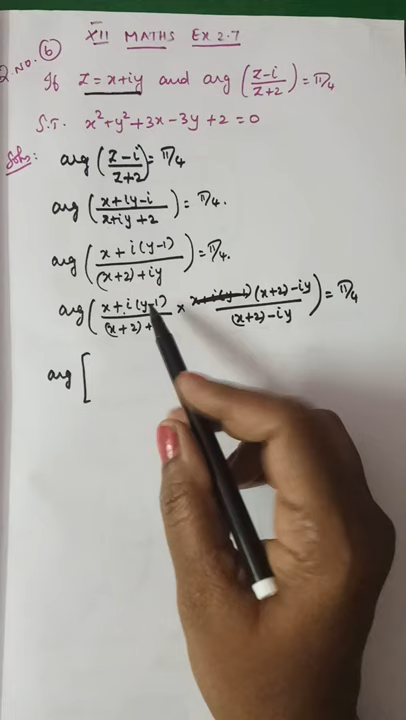 XII MATHS Ex 2.7
Q.NO. 6
If z = x+iy and arg (z-i/z+2) = π/4
S.T. x²+y²+3x-3y+2=0
Soln:
arg (z-i/z+2) = π/4
arg (x+iy-i/x+iy+2) = π/4.
arg (x+i(y-1)/(x+2)+iy) = π/4.
arg (x+i(y-1)/(x+2)+ × (x+2)-iy/(x+2)-iy) = π/4
arg [